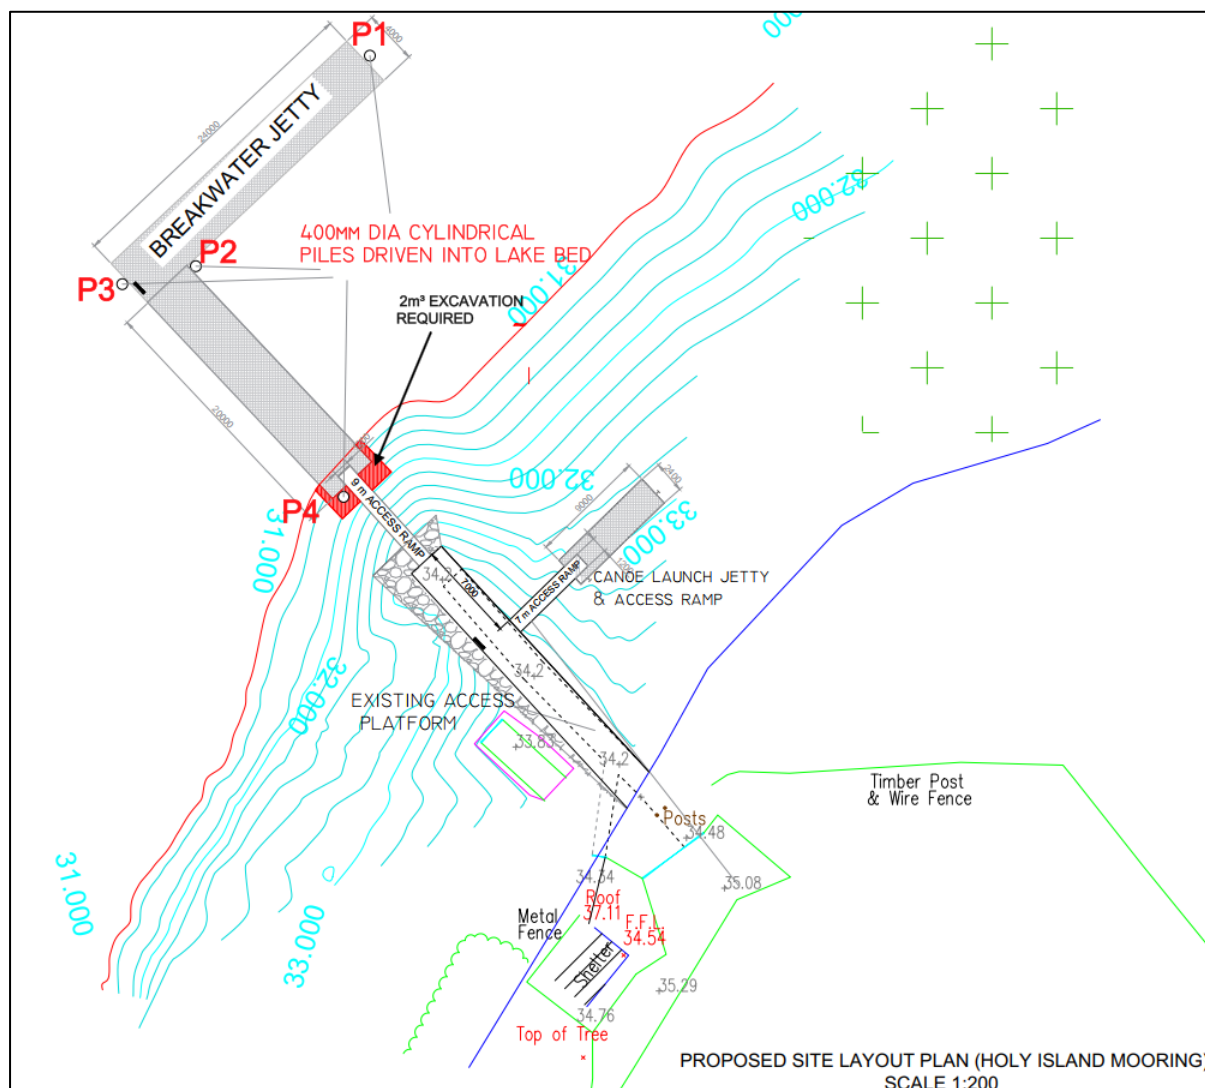 P1
4000
24000
BREAKWATER JETTY
32.000
400MM DIA CYLINDRICAL
PILES DRIVEN INTO LAKE BED
P2
P3
31.000
2m³ EXCAVATION
REQUIRED
20000
32.000
2400
9000
P4
9 m ACCESS RAMP
33.000
31.000
34.2
7000
7 m ACCESS RAMP
CANOE LAUNCH JETTY
& ACCESS RAMP
34.2
32.000
EXISTING ACCESS
PLATFORM
33.83
34.2
Timber Post
& Wire Fence
Posts
34.48
31.000
34.34
35.08
Roof
37.11
F.F.L.
34.54
Metal
Fence
33.000
Shelter
35.29
34.76
Top of Tree
PROPOSED SITE LAYOUT PLAN (HOLY ISLAND MOORING)
SCALE 1:200